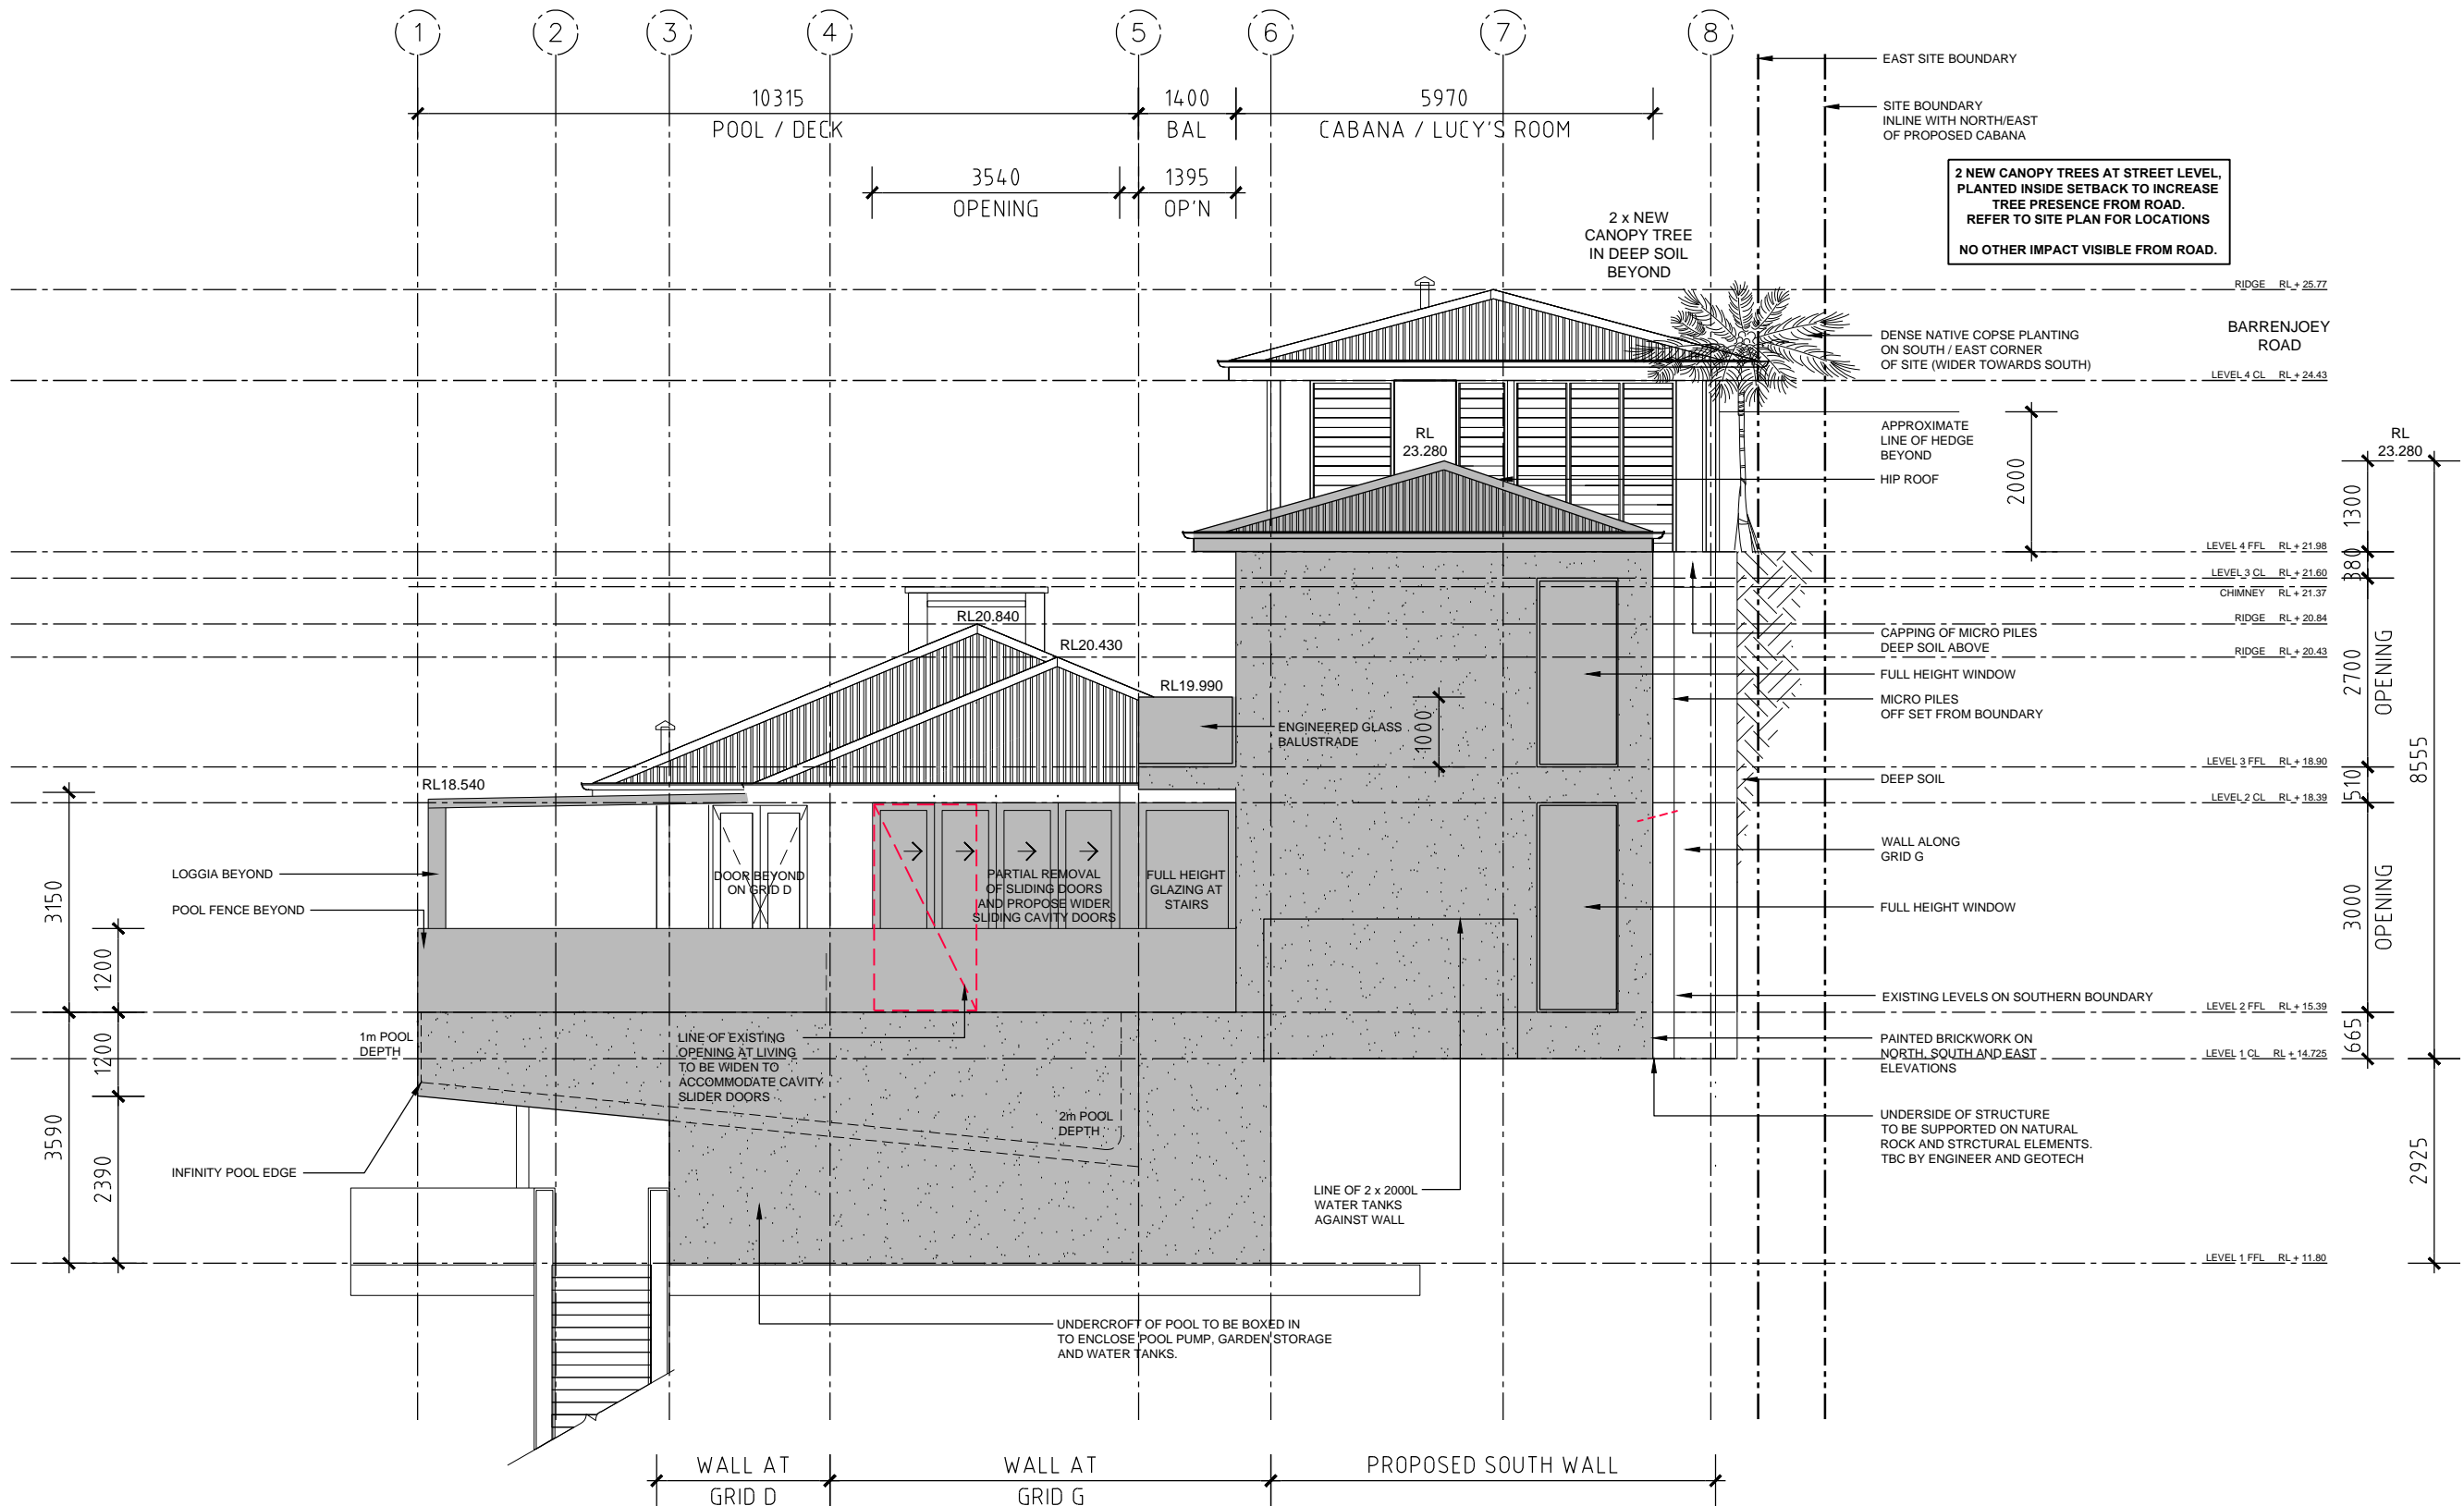 1
2
3
4
5
6
7
8
10315
POOL / DECK
1400
BAL
5970
CABANA / LUCY'S ROOM
3540
OPENING
1395
OP'N
EAST SITE BOUNDARY
SITE BOUNDARY
INLINE WITH NORTH/EAST
OF PROPOSED CABANA
2 NEW CANOPY TREES AT STREET LEVEL,
PLANTED INSIDE SETBACK TO INCREASE
TREE PRESENCE FROM ROAD.
REFER TO SITE PLAN FOR LOCATIONS
NO OTHER IMPACT VISIBLE FROM ROAD.
2 x NEW
CANOPY TREE
IN DEEP SOIL
BEYOND
RIDGE RL + 25.77
BARRENJOEY
ROAD
DENSE NATIVE COPSE PLANTING
ON SOUTH / EAST CORNER
OF SITE (WIDER TOWARDS SOUTH)
LEVEL 4 CL RL + 24.43
APPROXIMATE
LINE OF HEDGE
BEYOND
HIP ROOF
2000
RL
23.280
RL
23.280
1300
LEVEL 4 FFL RL + 21.98
380
LEVEL 3 CL RL + 21.60
CHIMNEY RL + 21.37
RIDGE RL + 20.84
CAPPING OF MICRO PILES
DEEP SOIL ABOVE
RIDGE RL + 20.43
FULL HEIGHT WINDOW
MICRO PILES
OFF SET FROM BOUNDARY
2700
OPENING
RL20.840
RL20.430
RL19.990
ENGINEERED GLASS
BALUSTRADE
1000
8555
LEVEL 3 FFL RL + 18.90
DEEP SOIL
510
LEVEL 2 CL RL + 18.39
RL18.540
WALL ALONG
GRID G
LOGGIA BEYOND
POOL FENCE BEYOND
3150
1200
DOOR BEYOND
ON GRID D
PARTIAL REMOVAL
OF SLIDING DOORS
AND PROPOSE WIDER
SLIDING CAVITY DOORS
FULL HEIGHT
GLAZING AT
STAIRS
FULL HEIGHT WINDOW
3000
OPENING
EXISTING LEVELS ON SOUTHERN BOUNDARY
LEVEL 2 FFL RL + 15.39
665
PAINTED BRICKWORK ON
NORTH, SOUTH AND EAST
ELEVATIONS
LEVEL 1 CL RL + 14.725
1m POOL
DEPTH
1200
LINE OF EXISTING
OPENING AT LIVING
TO BE WIDEN TO
ACCOMMODATE CAVITY
SLIDER DOORS
2m POOL
DEPTH
UNDERSIDE OF STRUCTURE
TO BE SUPPORTED ON NATURAL
ROCK AND STRCTURAL ELEMENTS.
TBC BY ENGINEER AND GEOTECH
3590
2390
INFINITY POOL EDGE
LINE OF 2 x 2000L
WATER TANKS
AGAINST WALL
2925
LEVEL 1 FFL RL + 11.80
UNDERCROFT OF POOL TO BE BOXED IN
TO ENCLOSE POOL PUMP, GARDEN STORAGE
AND WATER TANKS.
WALL AT
GRID D
WALL AT
GRID G
PROPOSED SOUTH WALL